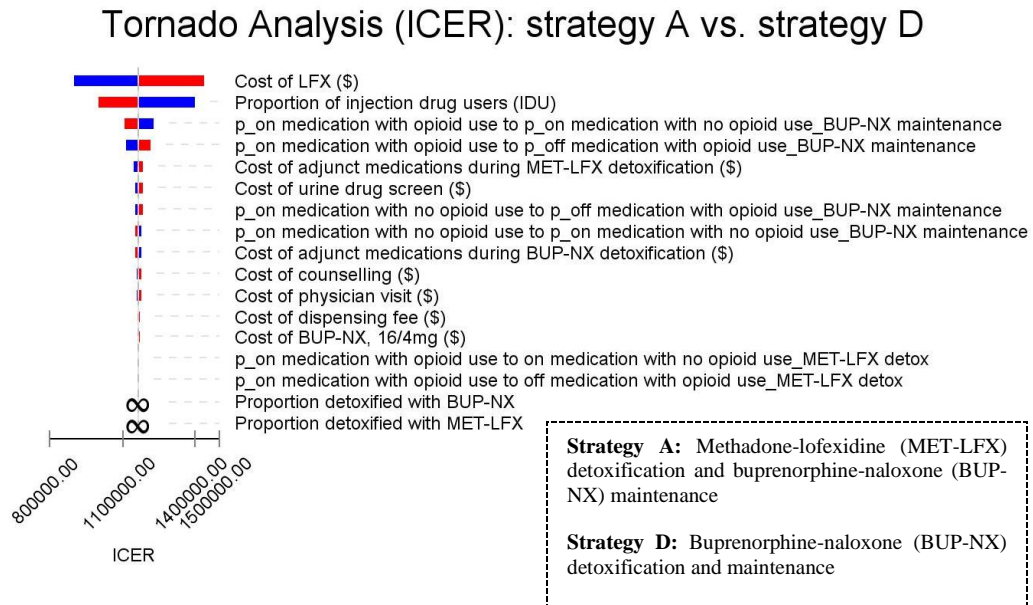 Tornado Analysis (ICER): strategy A vs. strategy D
Cost of LFX ($)
Proportion of injection drug users (IDU)
p_on medication with opioid use to p_on medication with no opioid use_BUP-NX maintenance
p_on medication with opioid use to p_off medication with opioid use_BUP-NX maintenance
Cost of adjunct medications during MET-LFX detoxification ($)
Cost of urine drug screen ($)
p_on medication with no opioid use to p_off medication with opioid use_BUP-NX maintenance
p_on medication with no opioid use to p_on medication with no opioid use_BUP-NX maintenance
Cost of adjunct medications during BUP-NX detoxification ($)
Cost of counselling ($)
Cost of physician visit ($)
Cost of dispensing fee ($)
Cost of BUP-NX, 16/4mg ($)
p_on medication with opioid use to on medication with no opioid use_MET-LFX detox
p_on medication with opioid use to off medication with opioid use_MET-LFX detox
∞ Proportion detoxified with BUP-NX
∞ Proportion detoxified with MET-LFX
800000.00 1100000.00 1400000.00 1500000.00
ICER
Strategy A: Methadone-lofexidine (MET-LFX)
detoxification and buprenorphine-naloxone (BUP-
NX) maintenance
Strategy D: Buprenorphine-naloxone (BUP-NX)
detoxification and maintenance